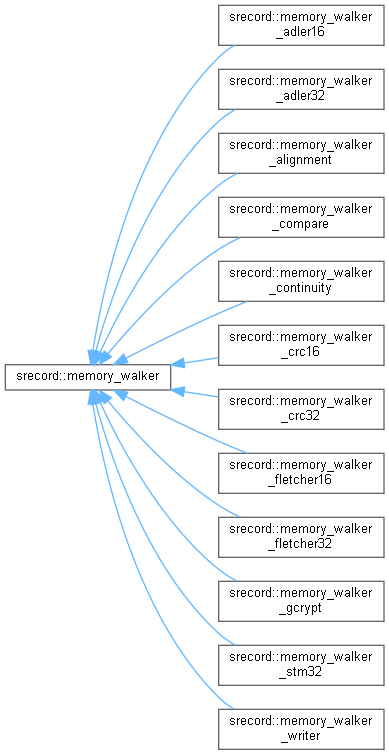 srecord::memory_walker
_adler16
srecord::memory_walker
_adler32
srecord::memory_walker
_alignment
srecord::memory_walker
_compare
srecord::memory_walker
_continuity
srecord::memory_walker
_crc16
srecord::memory_walker
srecord::memory_walker
_crc32
srecord::memory_walker
_fletcher16
srecord::memory_walker
_fletcher32
srecord::memory_walker
_gcrypt
srecord::memory_walker
_stm32
srecord::memory_walker
_writer